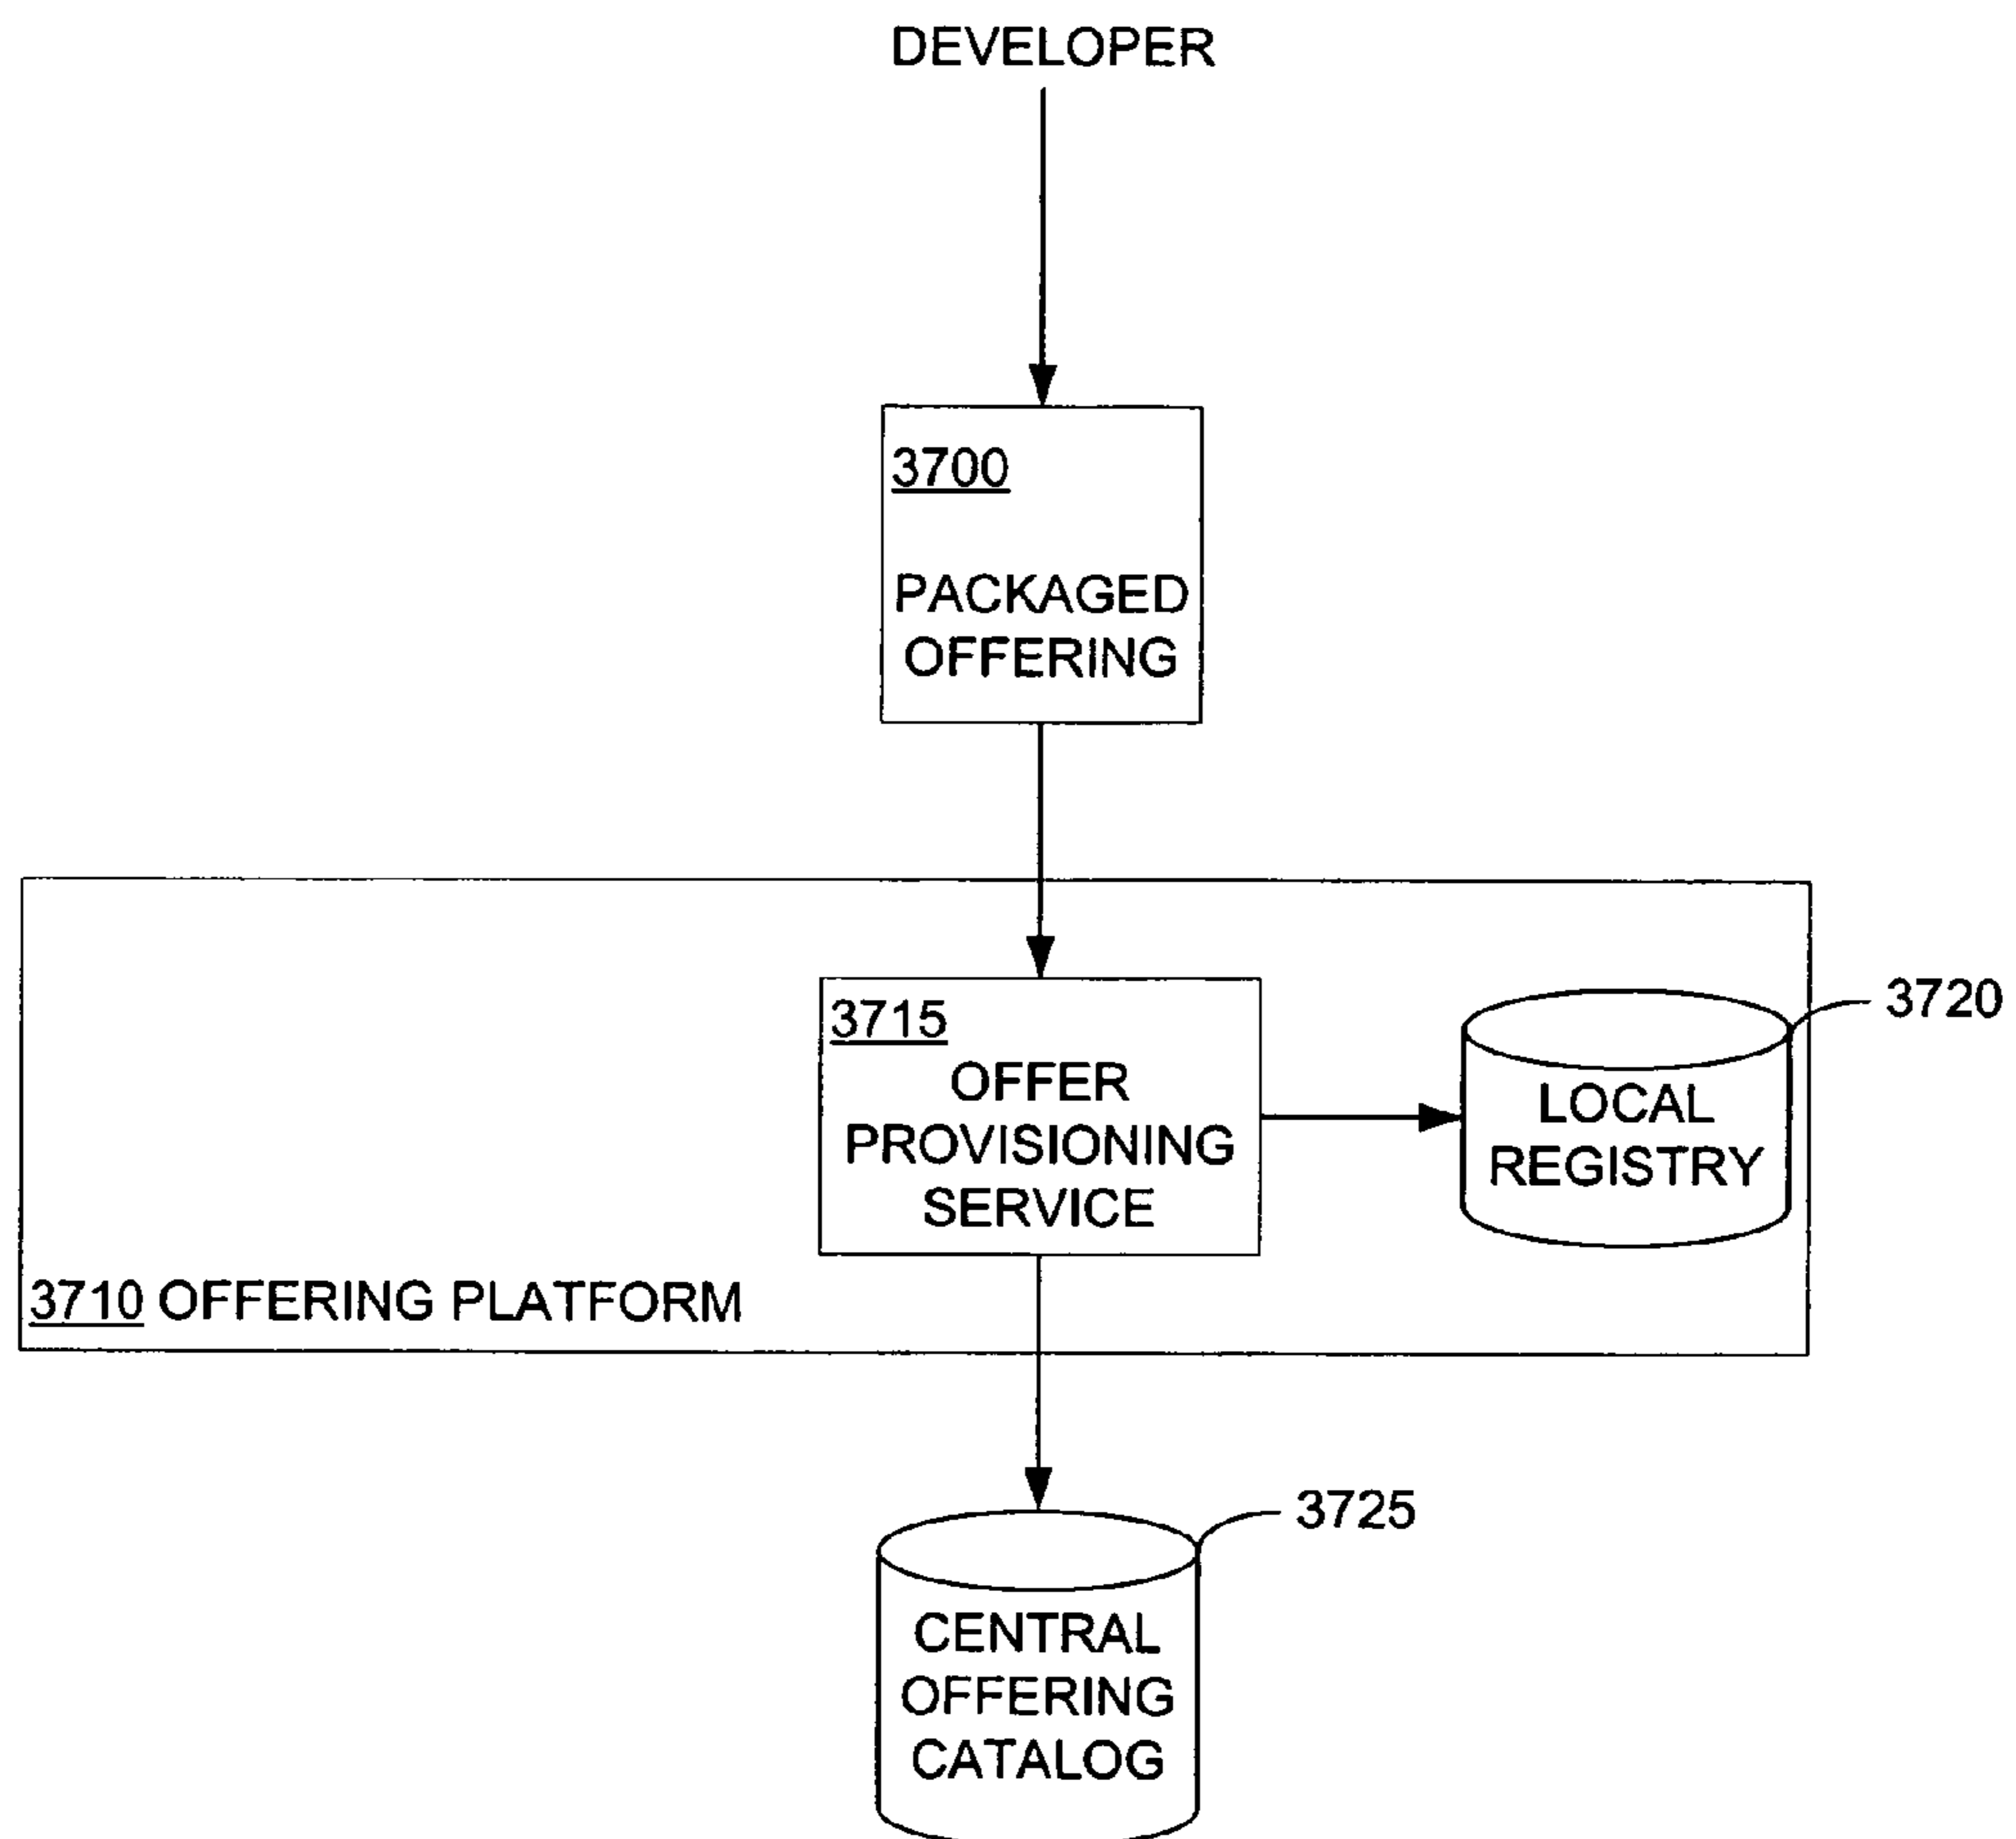 DEVELOPER
3700
PACKAGED
OFFERING
3715
OFFER
PROVISIONING
SERVICE
3720
LOCAL
REGISTRY
3710 OFFERING PLATFORM
3725
CENTRAL
OFFERING
CATALOG